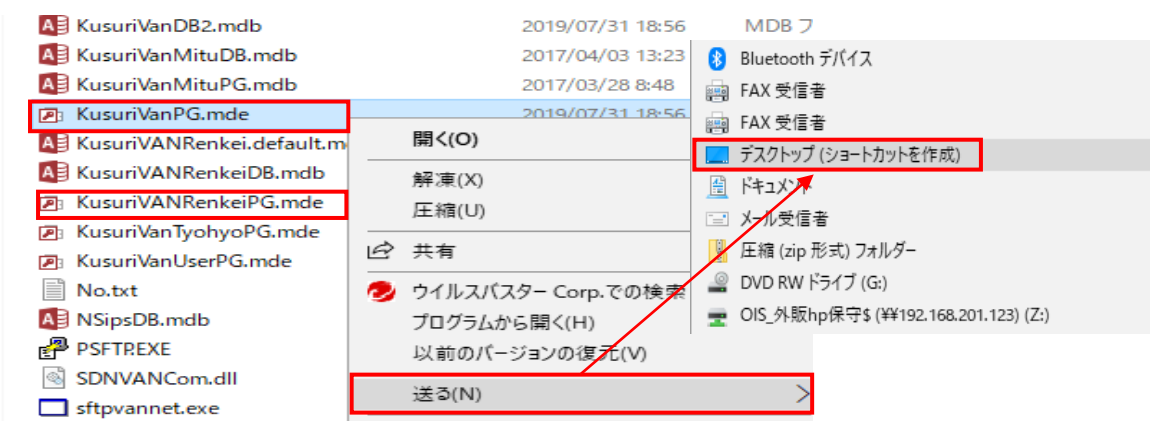 KusuriVanDB2.mdb 2019/07/31 18:56 MDB フ
KusuriVanMituDB.mdb 2017/04/03 13:23
KusuriVanMituPG.mdb 2017/03/28 8:48
KusuriVanPG.mde 2019/07/31 18:56
KusuriVANRenkei.default.m
KusuriVANRenkeiDB.mdb
KusuriVANRenkeiPG.mde
KusuriVanTyohyoPG.mde
KusuriVanUserPG.mde
No.txt
NSipsDB.mdb
PSFTP.EXE
SDNVANCom.dll
sftpvannet.exe
開く(O)
解凍(X)
圧縮(U)
共有
ウイルスバスター Corp.での検索
プログラムから開く(H)
以前のバージョンの復元(V)
送る(N)
Bluetooth デバイス
FAX 受信者
FAX 受信者
デスクトップ (ショートカットを作成)
ドキュメント
メール受信者
圧縮 (zip 形式) フォルダー
DVD RW ドライブ (G:)
OIS_外販hp保守$ (¥¥192.168.201.123) (Z:)